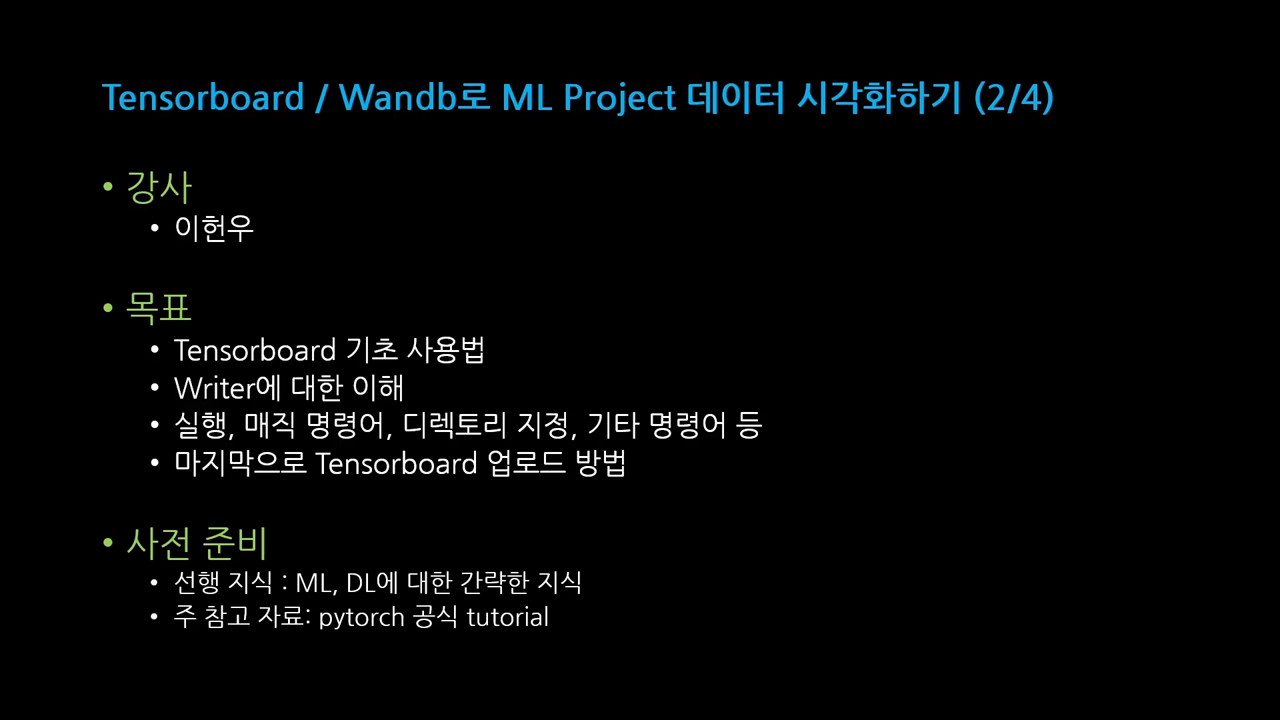 Tensorboard / Wandb로 ML Project 데이터 시각화하기 (2/4)
• 강사
• 이헌우
• 목표
• Tensorboard 기초 사용법
• Writer에 대한 이해
• 실행, 매직 명령어, 디렉토리 지정, 기타 명령어 등
• 마지막으로 Tensorboard 업로드 방법
• 사전 준비
• 선행 지식 : ML, DL에 대한 간략한 지식
• 주 참고 자료: pytorch 공식 tutorial